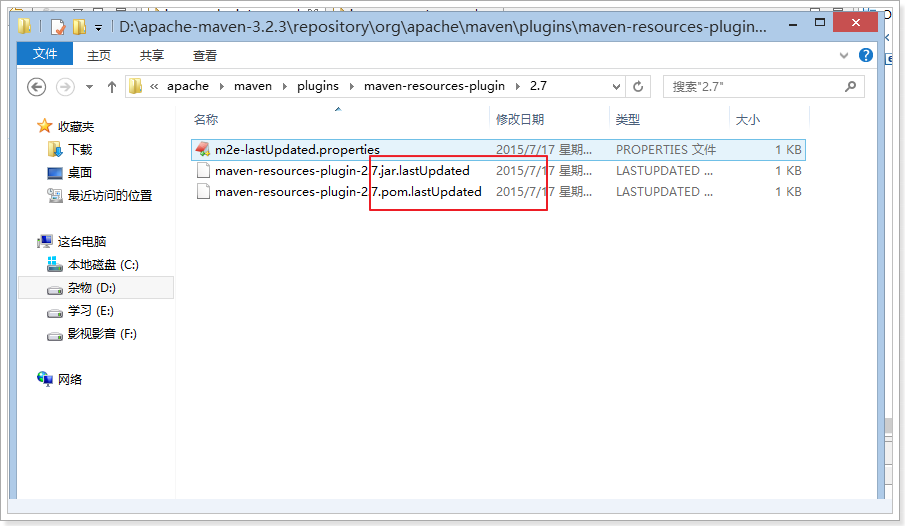 D:\apache-maven-3.2.3\repository\org\apache\maven\plugins\maven-resources-plugin...
文件 主页 共享 查看
« apache maven plugins maven-resources-plugin 2.7 搜索"2.7"
名称 修改日期 类型 大小
收藏夹
下载
桌面
最近访问的位置
这台电脑
本地磁盘 (C:)
杂物 (D:)
学习 (E:)
影视影音 (F:)
网络
m2e-lastUpdated.properties 2015/7/17 星期... PROPERTIES 文件 1 KB
maven-resources-plugin-2.7.jar.lastUpdated 2015/7/17 星期... LASTUPDATED ... 1 KB
maven-resources-plugin-2.7.pom.lastUpdated 2015/7/17 星期... LASTUPDATED ... 1 KB